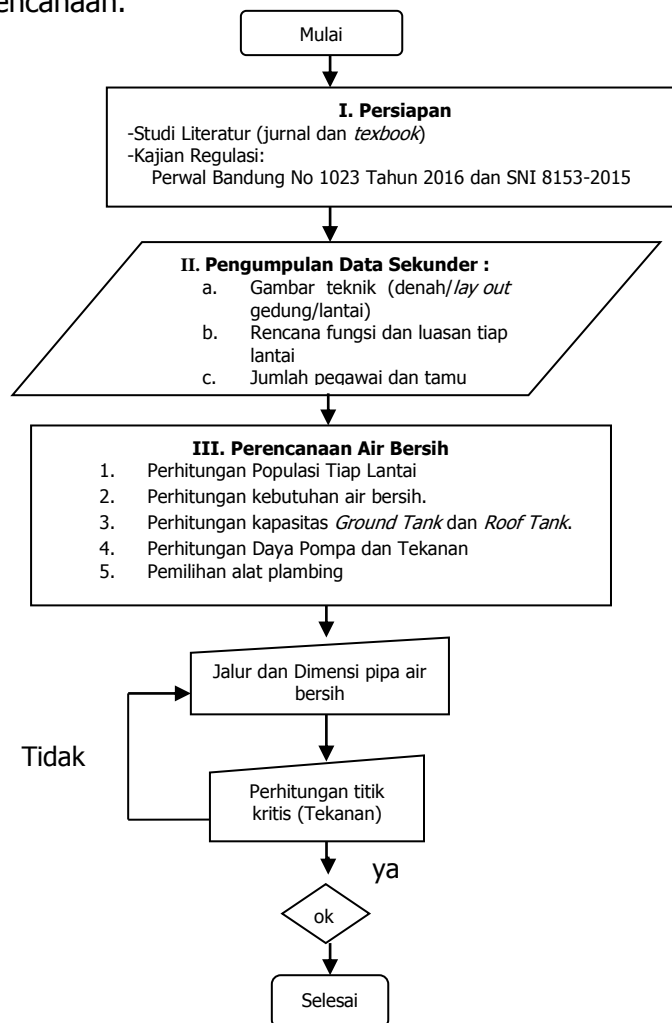 encanaan.
Mulai
I. Persiapan
-Studi Literatur (jurnal dan texbook)
-Kajian Regulasi:
Perwal Bandung No 1023 Tahun 2016 dan SNI 8153-2015
II. Pengumpulan Data Sekunder :
a. Gambar teknik (denah/lay out
gedung/lantai)
b. Rencana fungsi dan luasan tiap
lantai
c. Jumlah pegawai dan tamu
III. Perencanaan Air Bersih
1. Perhitungan Populasi Tiap Lantai
2. Perhitungan kebutuhan air bersih.
3. Perhitungan kapasitas Ground Tank dan Roof Tank.
4. Perhitungan Daya Pompa dan Tekanan
5. Pemilihan alat plambing
Jalur dan Dimensi pipa air
bersih
Tidak
Perhitungan titik
kritis (Tekanan)
ya
ok
Selesai